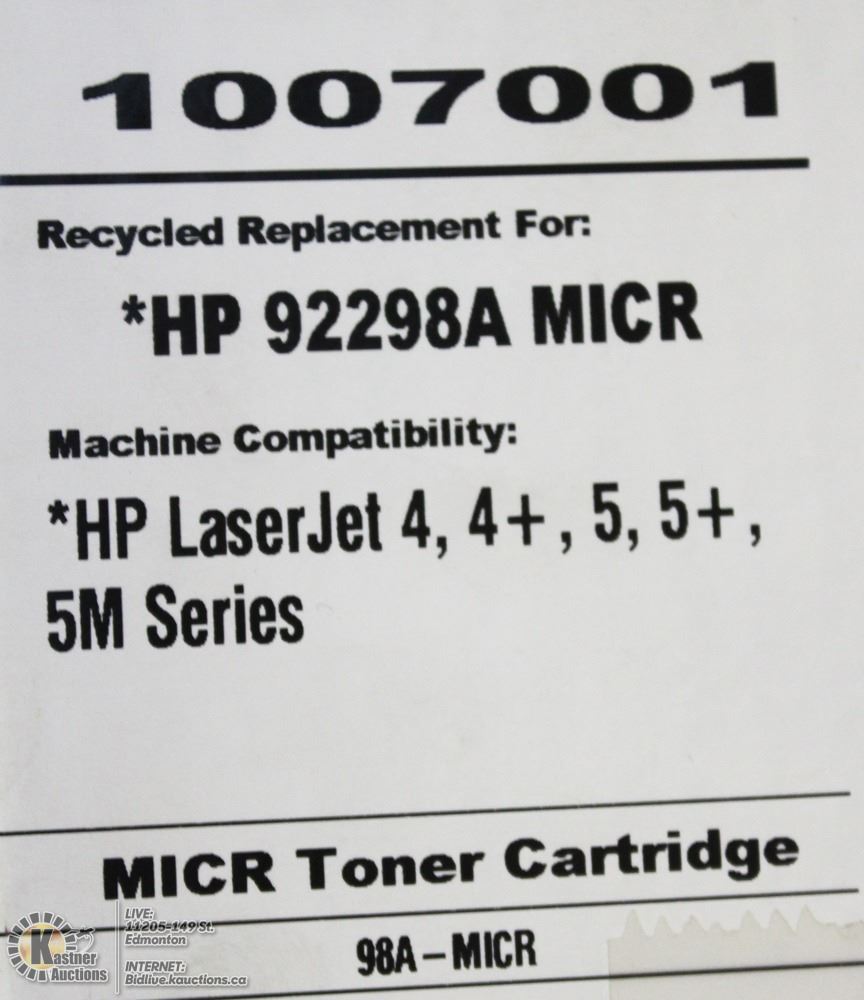 1007001
Recycled Replacement For:
*HP 92298A MICR
Machine Compatibility:
*HP LaserJet 4, 4+, 5, 5+,
5M Series
MICR Toner Cartridge
98A-MICR
Kastner
Auctions
LIVE:
11205-149 St.
Edmonton
INTERNET:
Bidlive.kauctions.ca